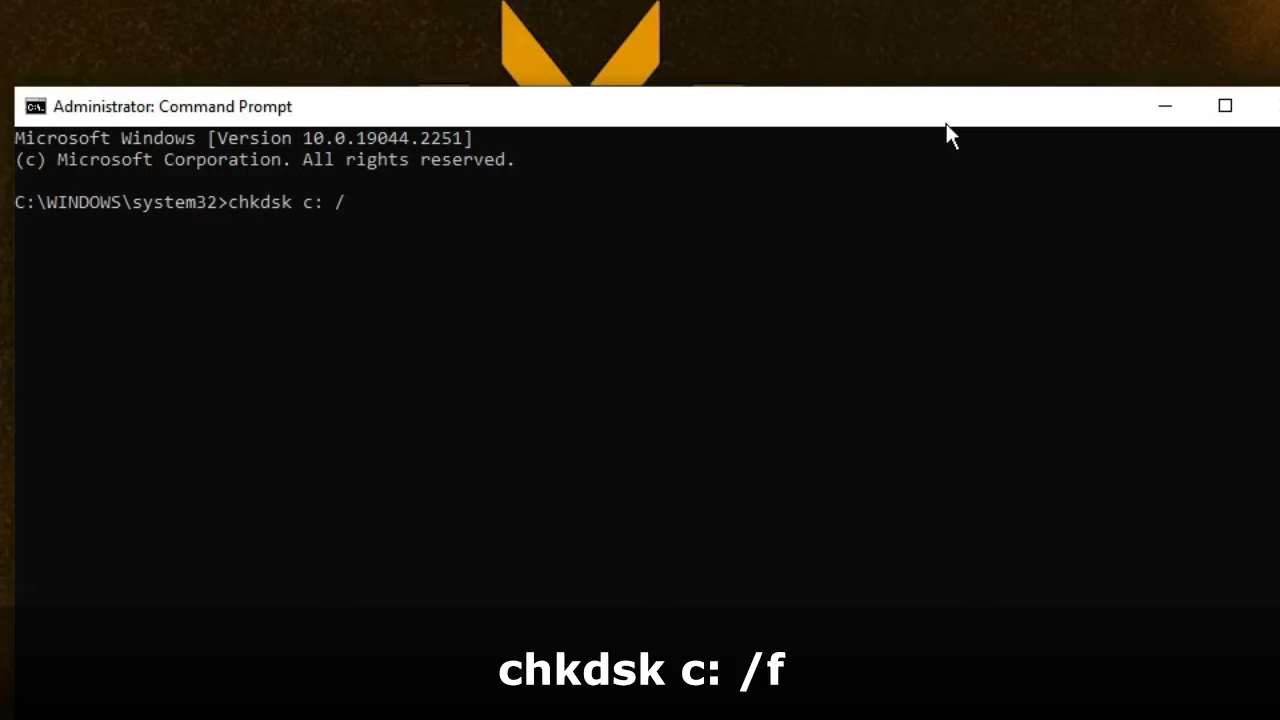 Administrator: Command Prompt
Microsoft Windows [Version 10.0.19044.2251]
(c) Microsoft Corporation. All rights reserved.
C:\WINDOWS\system32>chkdsk c: /
chkdsk c: /f